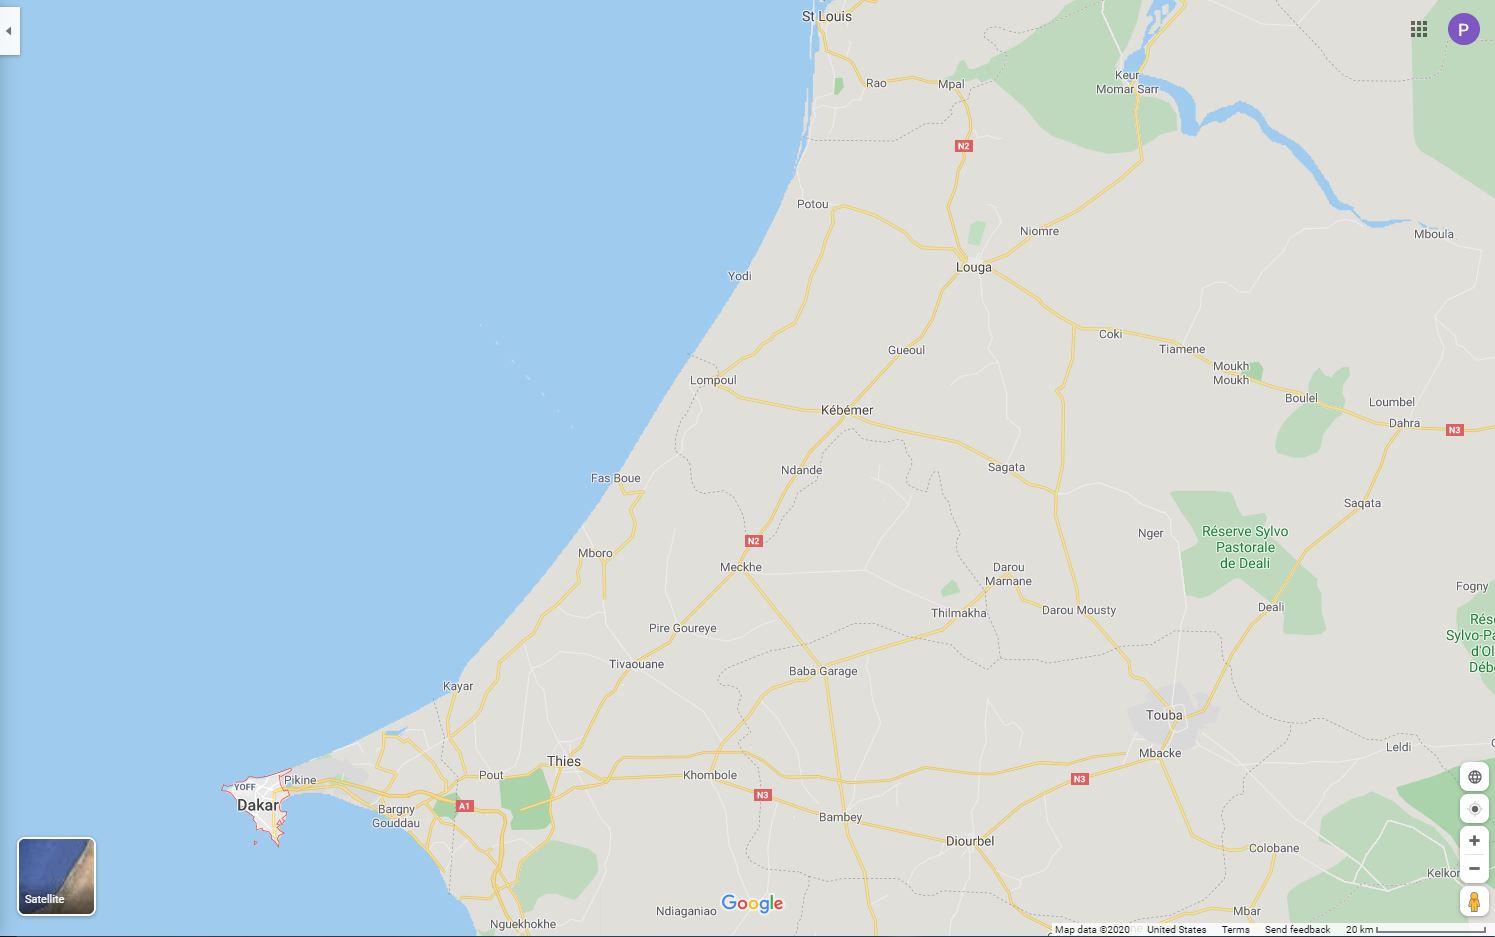 St Louis
P
Rao
Mpal
Keur
Momar Sarr
N2
Potou
Niomre
Mboula
Louga
Yodi
Coki
Gueoul
Tiamene
Moukh
Moukh
Lompoul
Boulel
Loumbel
Kébémer
Dahra
N3
Ndande
Sagata
Fas Boue
Saqata
Nger
Réserve Sylvo
Pastorale
de Deali
N2
Mboro
Meckhe
Darou
Marnane
Fogny
Thilmakha
Darou Mousty
Deali
Rése
Sylvo-Pa
d'Ol
Débo
Pire Goureye
Tivaouane
Baba Garage
Kayar
Touba
Mbacke
Leldi
Thies
Pout
Khombole
N3
Pikine
YOFF
Dakar
A1
N3
Bargny
Gouddau
Bambey
Diourbel
Colobane
Kelkor
Satellite
Google
Ndiaganiao
Nguekhokhe
Mbar
Map data ©2020 United States Terms Send feedback 20 km